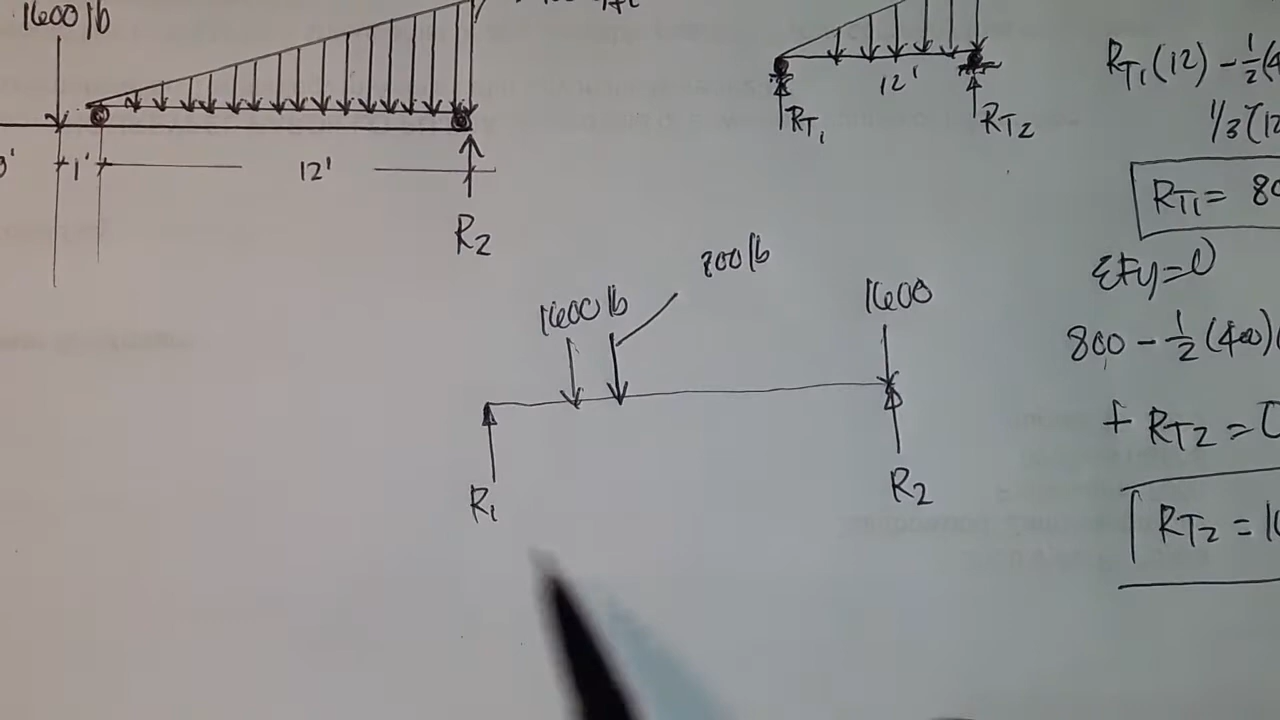 1600 lb
1'
12'
R2
12'
RT1
RT2
RT1(12) - 1/2(4
1/3(12
RT1 = 80
ΣFy=0
800 - 1/2(400)(
+ RT2 = 0
RT2 = 16
1600 lb
800 lb
1600
R1
R2